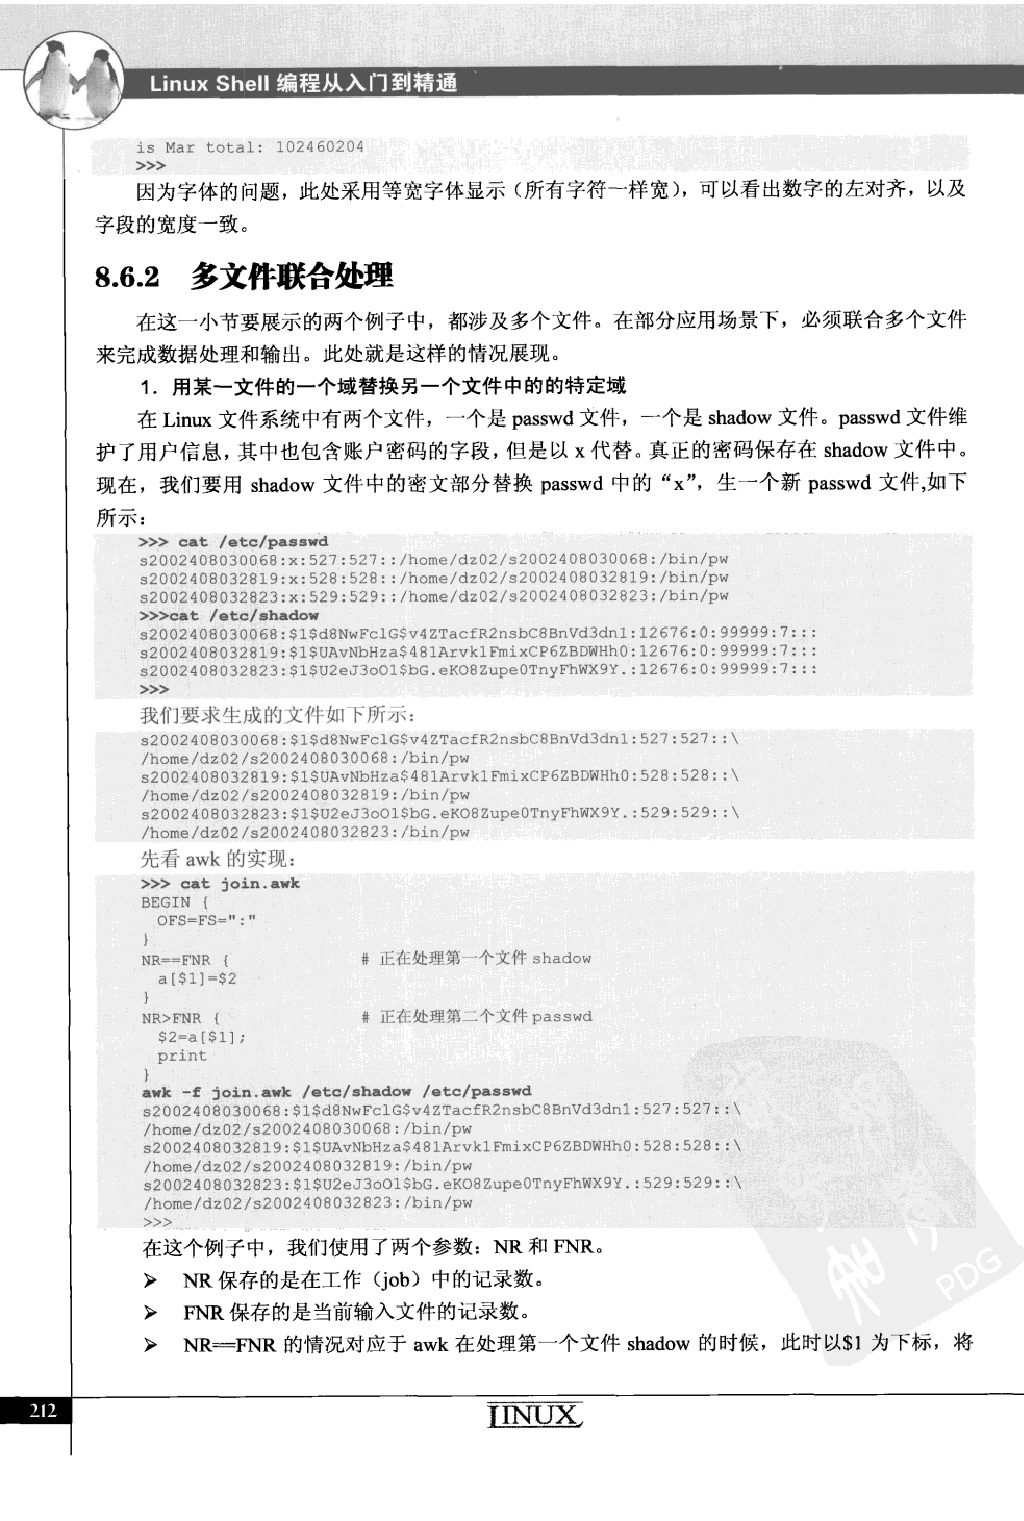 Linux Shell 编程从入门到精通
is Mar total: 102460204
>>>
因为字体的问题，此处采用等宽字体显示（所有字符一样宽），可以看出数字的左对齐，以及
字段的宽度一致。
8.6.2 多文件联合处理
在这一小节要展示的两个例子中，都涉及多个文件。在部分应用场景下，必须联合多个文件
来完成数据处理和输出。此处就是这样的情况展现。
1．用某一文件的一个域替换另一个文件中的的特定域
在 Linux 文件系统中有两个文件，一个是 passwd 文件，一个是 shadow 文件。passwd 文件维
护了用户信息，其中也包含账户密码的字段，但是以 x 代替。真正的密码保存在 shadow 文件中。
现在，我们要用 shadow 文件中的密文部分替换 passwd 中的“x”，生一个新 passwd 文件,如下
所示：
>>> cat /etc/passwd
s2002408030068:x:527:527::/home/dz02/s2002408030068:/bin/pw
s2002408032819:x:528:528::/home/dz02/s2002408032819:/bin/pw
s2002408032823:x:529:529::/home/dz02/s2002408032823:/bin/pw
>>>cat /etc/shadow
s2002408030068:$1$d8NwFclG$v4ZTacfR2nsbC8BnVd3dn1:12676:0:99999:7:::
s2002408032819:$1$UAvNbHza$481Arvk1FmixCP6ZBDWHh0:12676:0:99999:7:::
s2002408032823:$1$U2eJ3oO1$bG.eKO8Zupe0TnyFhWX9Y.:12676:0:99999:7:::
>>>
我们要求生成的文件如下所示：
s2002408030068:$1$d8NwFclG$v4ZTacfR2nsbC8BnVd3dn1:527:527::\
/home/dz02/s2002408030068:/bin/pw
s2002408032819:$1$UAvNbHza$481Arvk1FmixCP6ZBDWHh0:528:528::\
/home/dz02/s2002408032819:/bin/pw
s2002408032823:$1$U2eJ3oO1$bG.eKO8Zupe0TnyFhWX9Y.:529:529::\
/home/dz02/s2002408032823:/bin/pw
先看 awk 的实现：
>>> cat join.awk
BEGIN {
OFS=FS=":"
}
NR==FNR { # 正在处理第一个文件 shadow
a[$1]=$2
}
NR>FNR { # 正在处理第二个文件 passwd
$2=a[$1];
print
}
awk -f join.awk /etc/shadow /etc/passwd
s2002408030068:$1$d8NwFclG$v4ZTacfR2nsbC8BnVd3dn1:527:527::\
/home/dz02/s2002408030068:/bin/pw
s2002408032819:$1$UAvNbHza$481Arvk1FmixCP6ZBDWHh0:528:528::\
/home/dz02/s2002408032819:/bin/pw
s2002408032823:$1$U2eJ3oO1$bG.eKO8Zupe0TnyFhWX9Y.:529:529::\
/home/dz02/s2002408032823:/bin/pw
>>>
在这个例子中，我们使用了两个参数：NR 和 FNR。
➢ NR 保存的是在工作（job）中的记录数。
➢ FNR 保存的是当前输入文件的记录数。
➢ NR==FNR 的情况对应于 awk 在处理第一个文件 shadow 的时候，此时以$1 为下标，将
PDG
212
LINUX